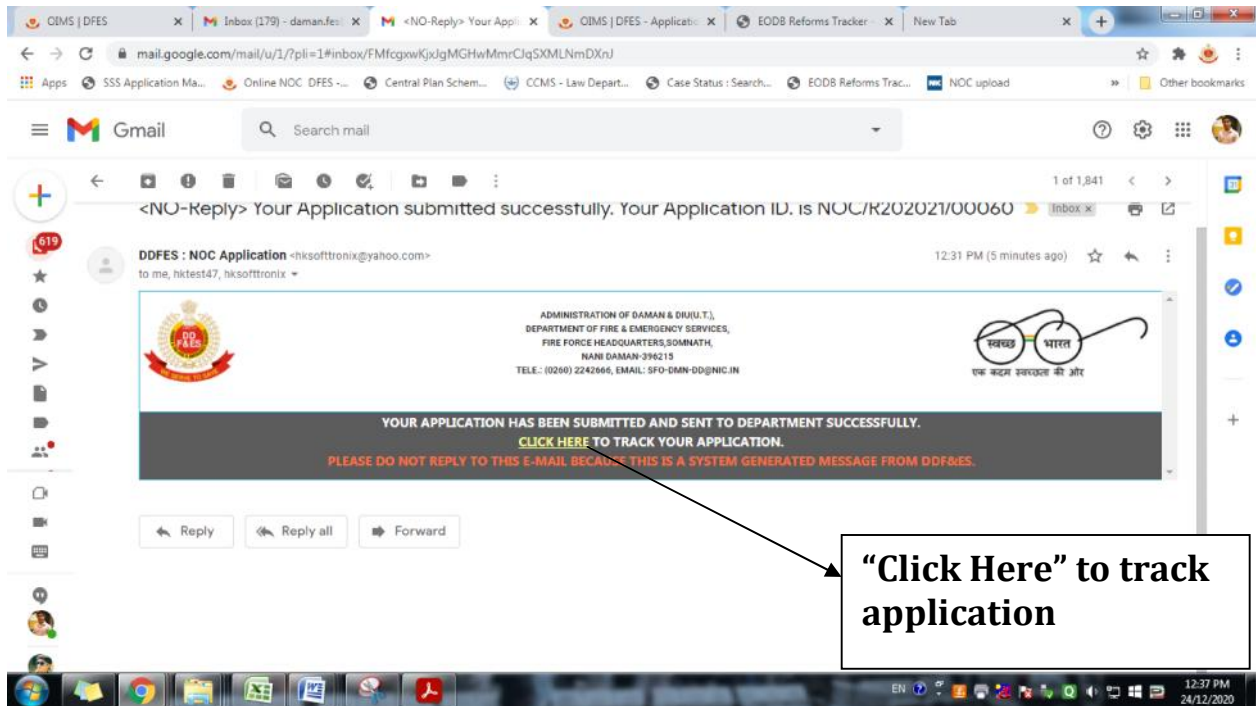 OIMS | DFES
Inbox (179) - daman.fes
<NO-Reply> Your Applic
OIMS | DFES - Applicatio
EODB Reforms Tracker -
New Tab
mail.google.com/mail/u/1/?pli=1#inbox/FMfcgxwKjxJgMGHwMmrCJqSXMLNmDXnJ
Apps
SSS Application Ma...
Online NOC DFES -...
Central Plan Schem...
CCMS - Law Depart...
Case Status : Search...
EODB Reforms Trac...
NOC upload
»
Other bookmarks
Gmail
Search mail
1 of 1,841
<NO-Reply> Your Application submitted successfully. Your Application ID. is NOC/R202021/00060
Inbox x
619
DDFES : NOC Application <hksofttronix@yahoo.com>
12:31 PM (5 minutes ago)
to me, hktest47, hksofttronix
DD
F&ES
WE SERVE TO SAVE
ADMINISTRATION OF DAMAN & DIU(U.T.),
DEPARTMENT OF FIRE & EMERGENCY SERVICES,
FIRE FORCE HEADQUARTERS,SOMNATH,
NANI DAMAN-396215
TELE.: (0260) 2242666, EMAIL: SFO-DMN-DD@NIC.IN
स्वच्छ भारत
एक कदम स्वच्छता की ओर
YOUR APPLICATION HAS BEEN SUBMITTED AND SENT TO DEPARTMENT SUCCESSFULLY.
CLICK HERE TO TRACK YOUR APPLICATION.
PLEASE DO NOT REPLY TO THIS E-MAIL BECAUSE THIS IS A SYSTEM GENERATED MESSAGE FROM DDF&ES.
Reply
Reply all
Forward
“Click Here” to track
application
EN
12:37 PM
24/12/2020